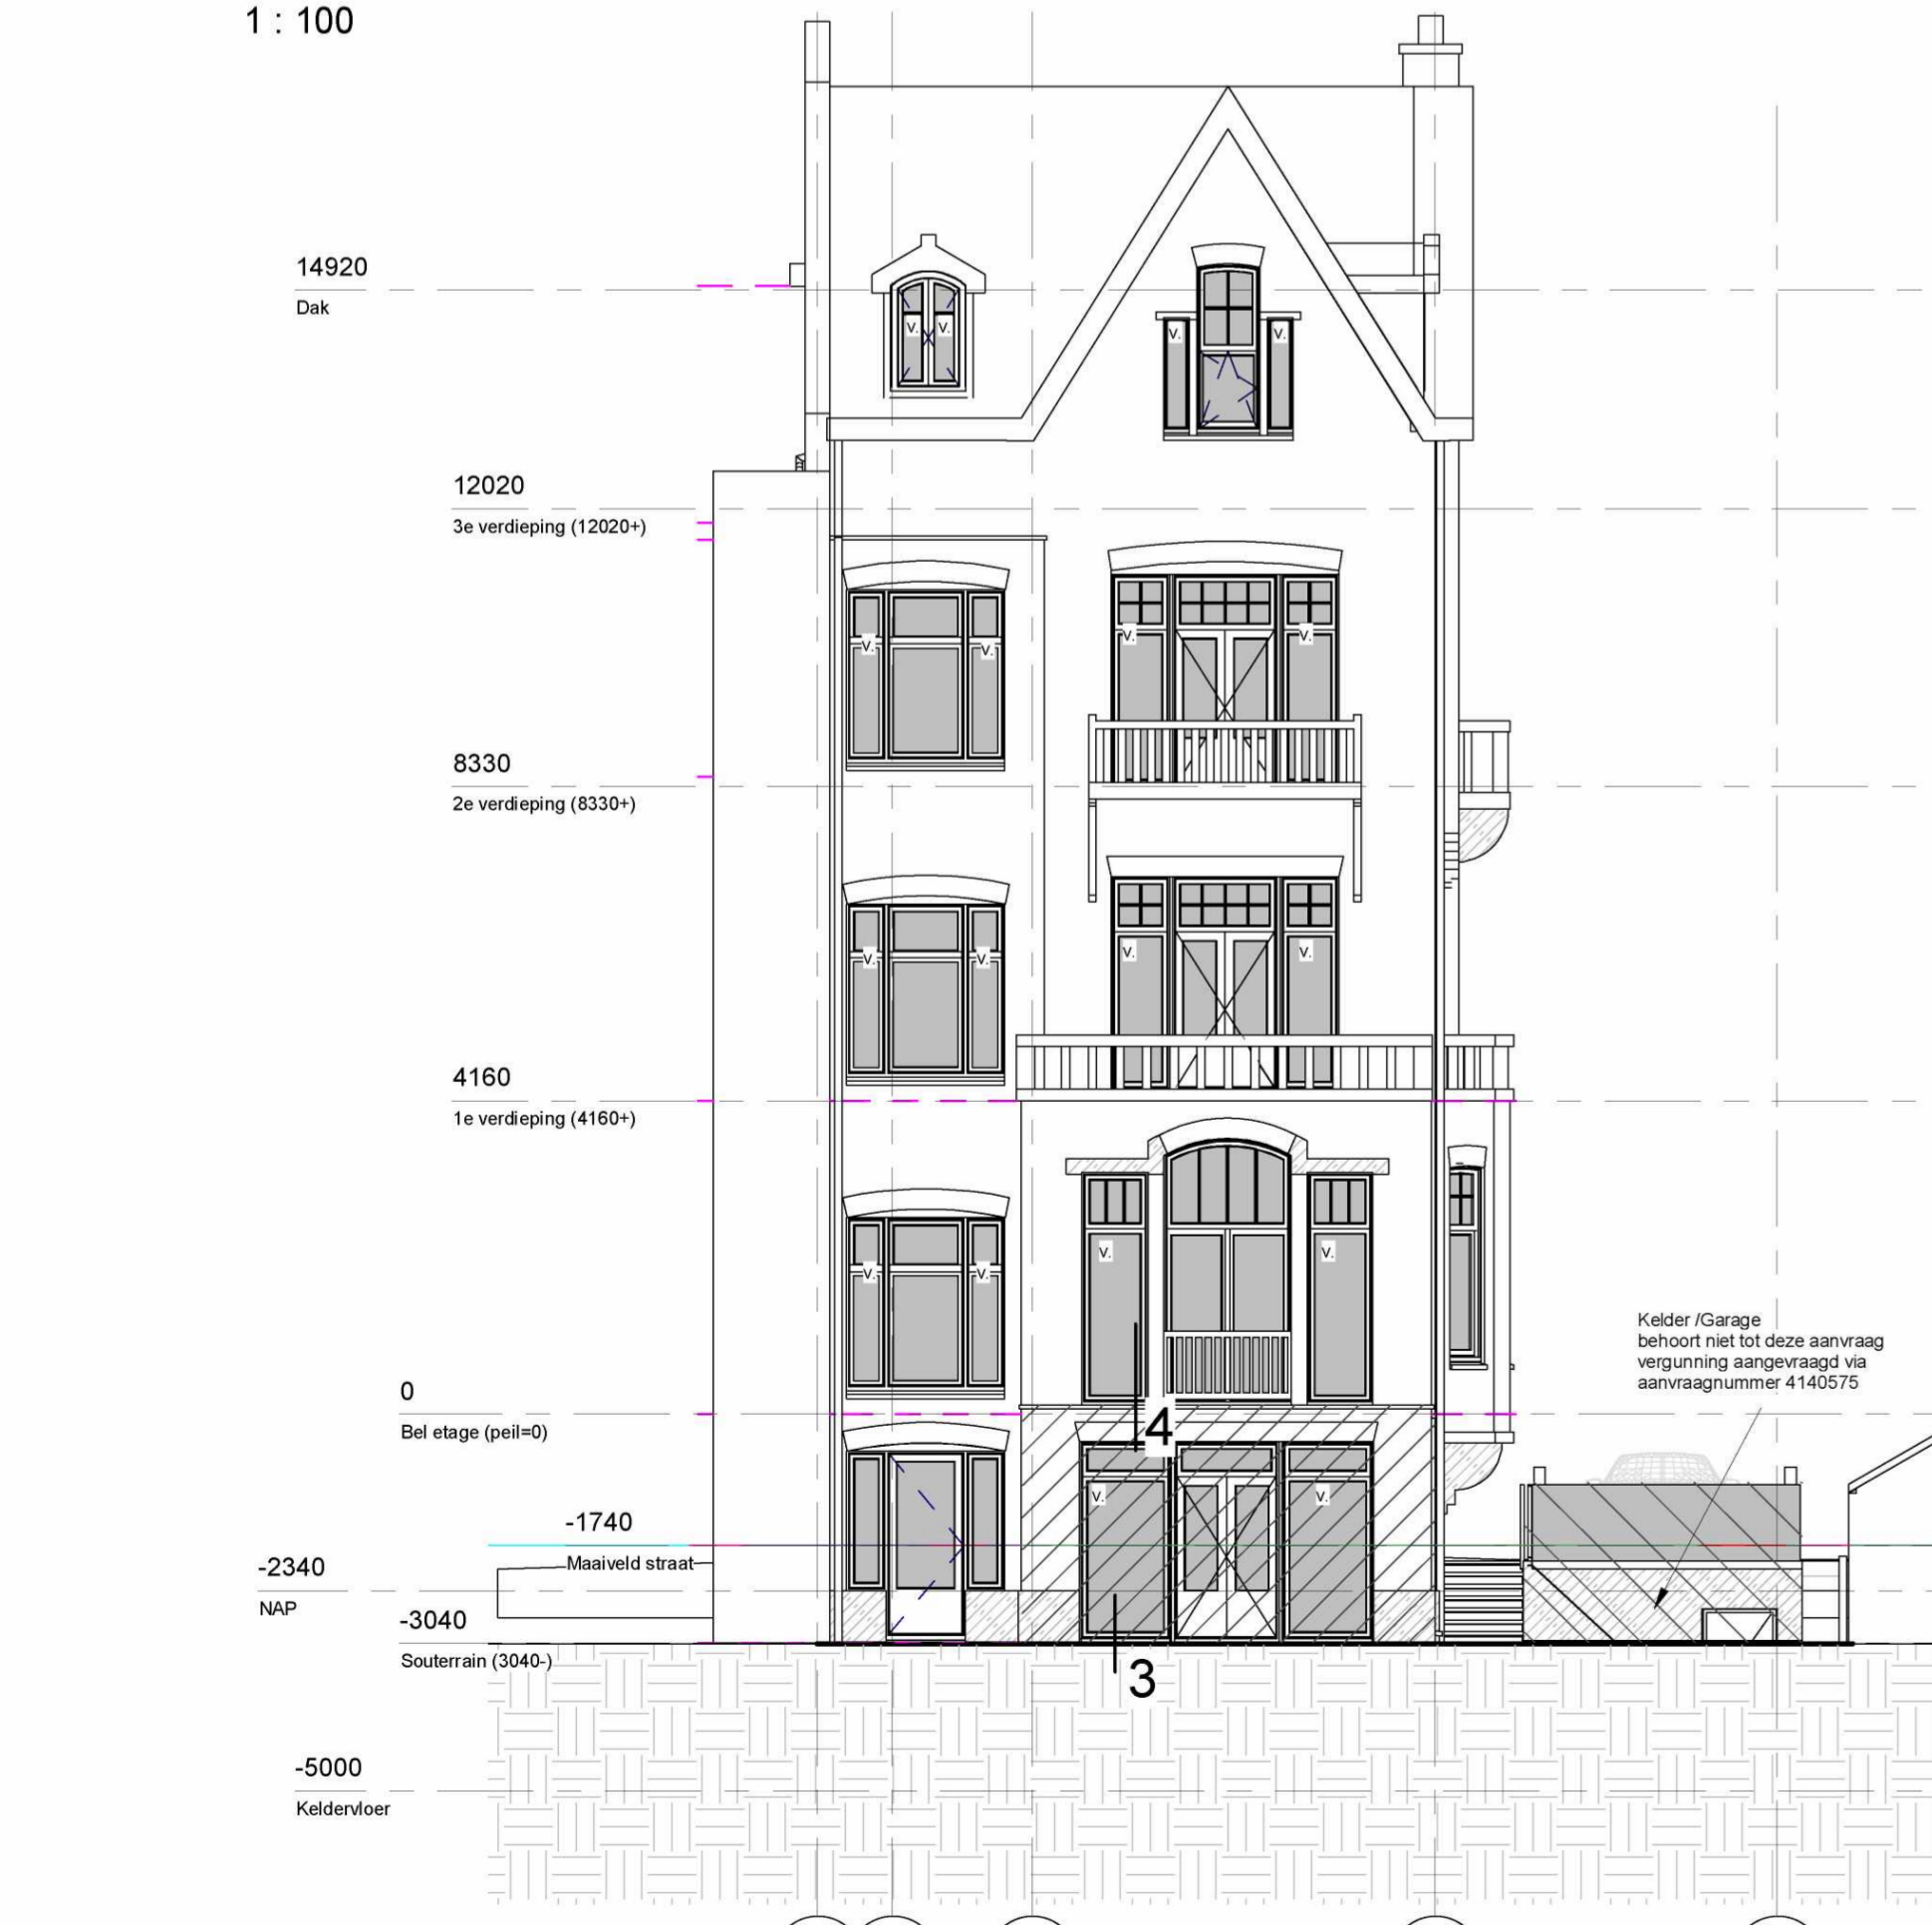 1 : 100
14920
Dak
V. V.
V. V.
12020
3e verdieping (12020+)
V. V.
V. V.
8330
2e verdieping (8330+)
V. V.
V. V.
4160
1e verdieping (4160+)
V. V.
V. V.
Kelder /Garage
behoort niet tot deze aanvraag
vergunning aangevraagd via
aanvraagnummer 4140575
0
Bel etage (peil=0)
4
V. V.
-1740
Maaiveld straat
-2340
NAP
-3040
Souterrain (3040-)
3
-5000
Keldervloer